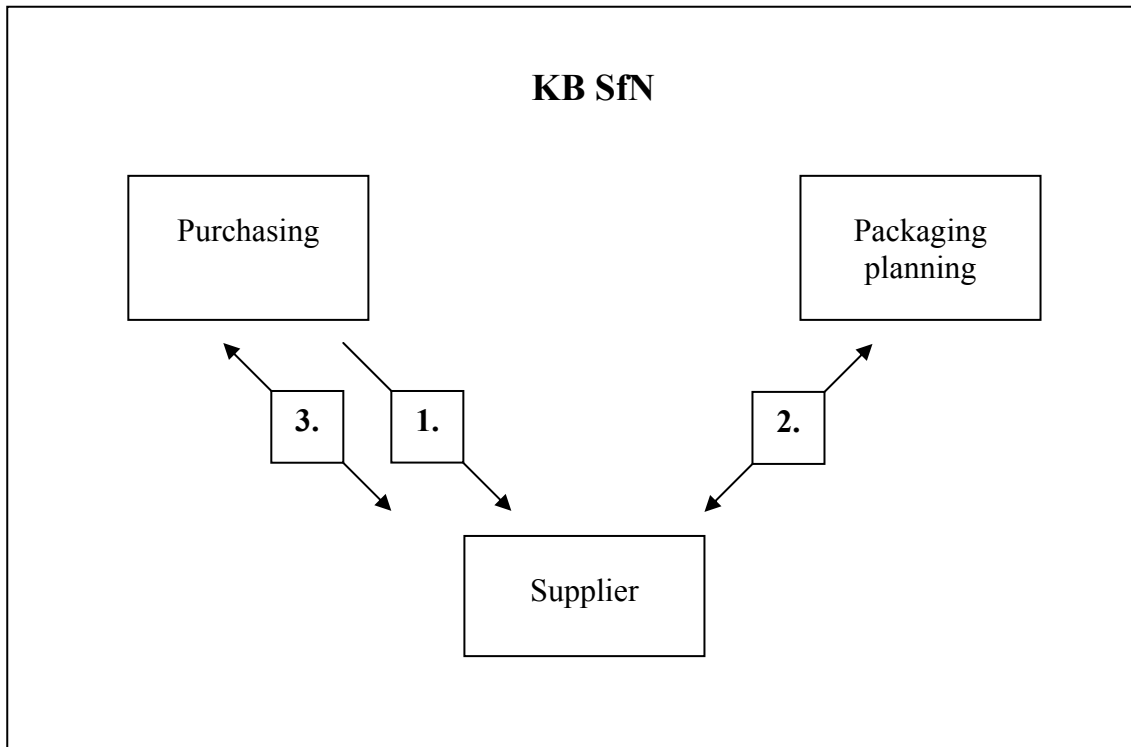 KB SfN
Purchasing
Packaging
planning
3.
1.
2.
Supplier